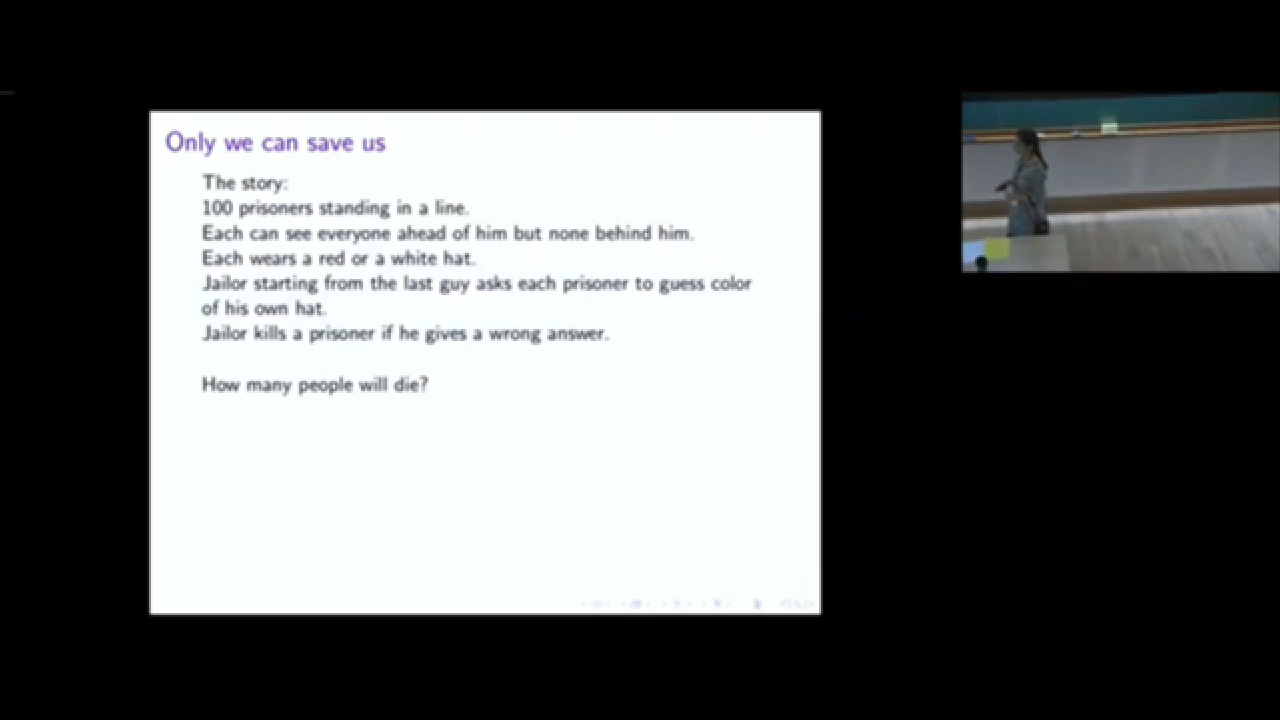 Only we can save us
The story:
100 prisoners standing in a line.
Each can see everyone ahead of him but none behind him.
Each wears a red or a white hat.
Jailor starting from the last guy asks each prisoner to guess color
of his own hat.
Jailor kills a prisoner if he gives a wrong answer.
How many people will die?